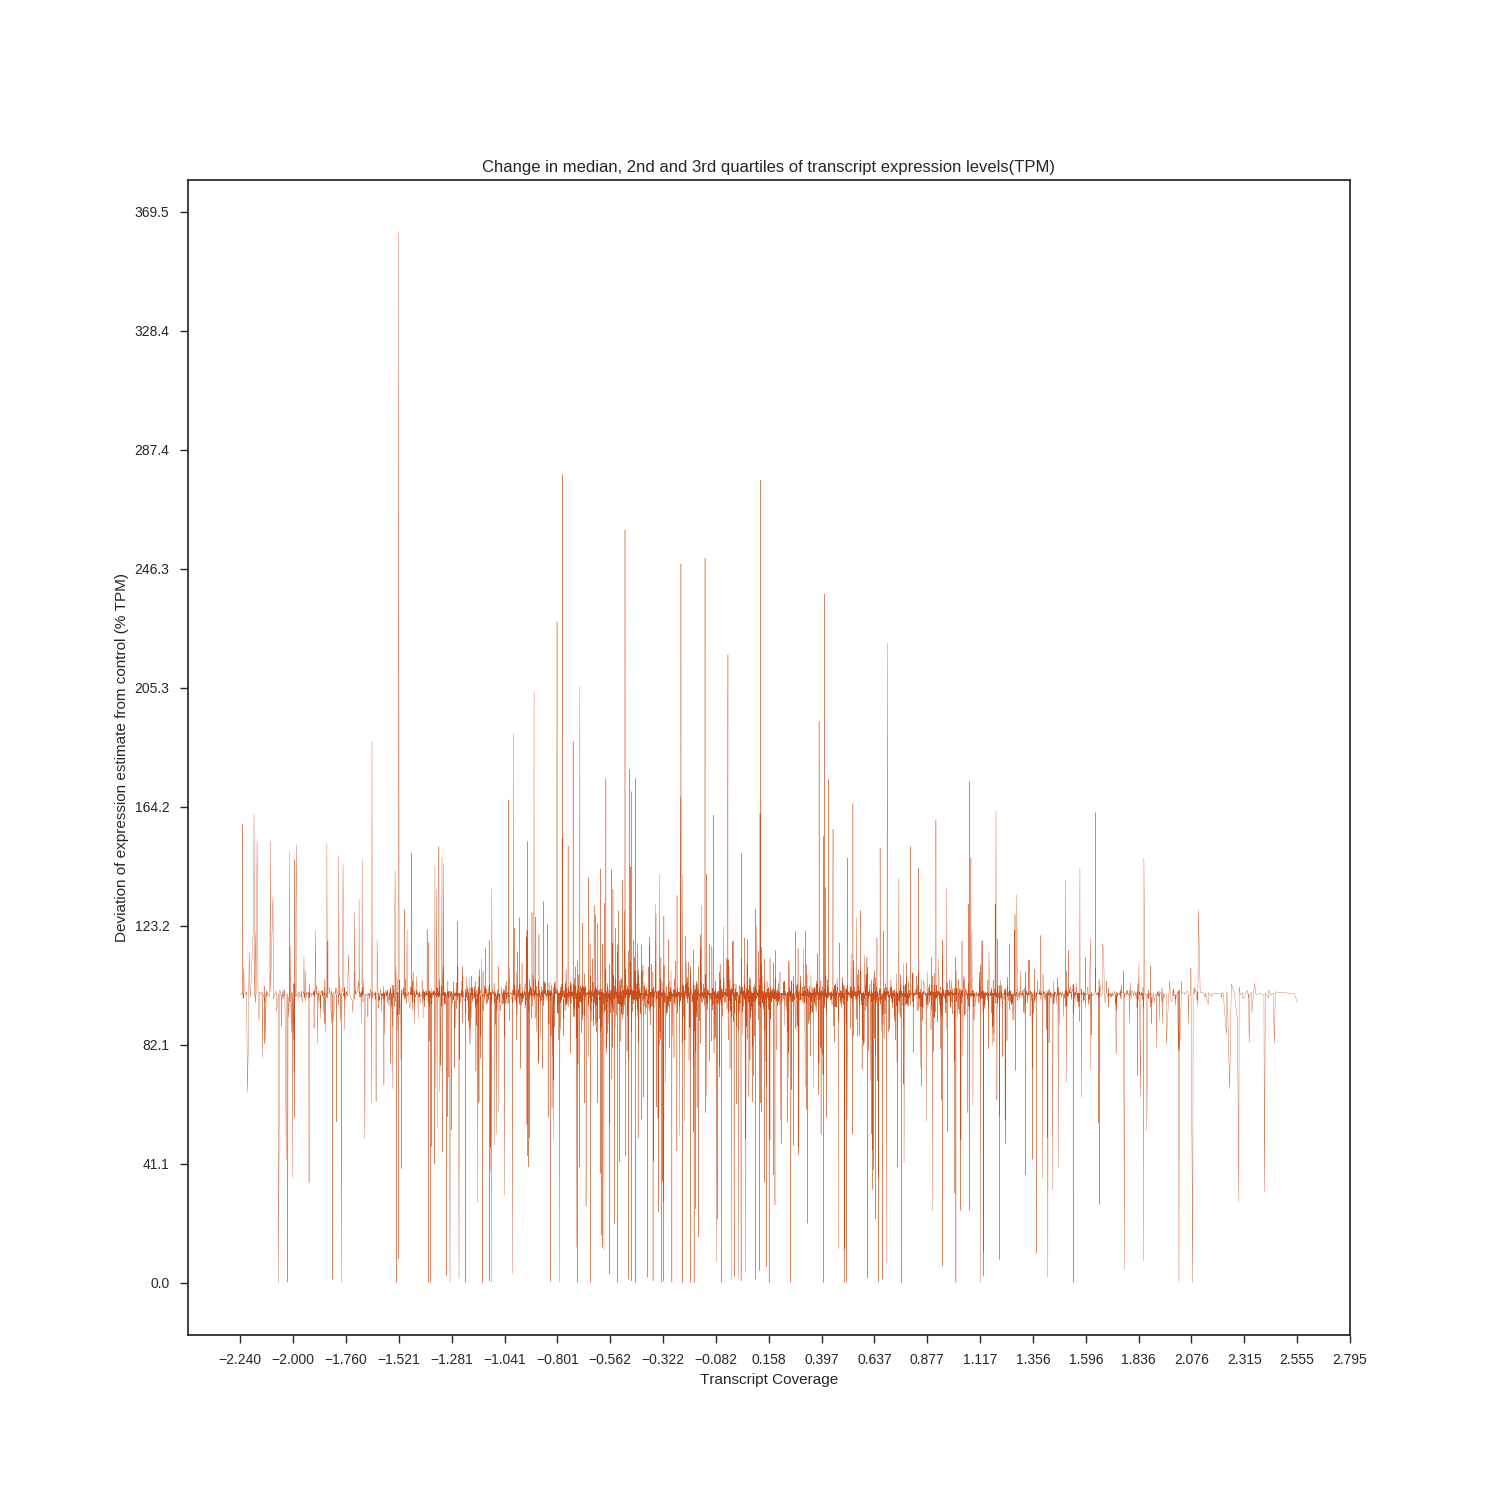 Change in median, 2nd and 3rd quartiles of transcript expression levels(TPM)
369.5
328.4
287.4
246.3
205.3
164.2
123.2
82.1
41.1
0.0
Deviation of expression estimate from control (% TPM)
−2.240 −2.000 −1.760 −1.521 −1.281 −1.041 −0.801 −0.562 −0.322 −0.082 0.158 0.397 0.637 0.877 1.117 1.356 1.596 1.836 2.076 2.315 2.555 2.795
Transcript Coverage